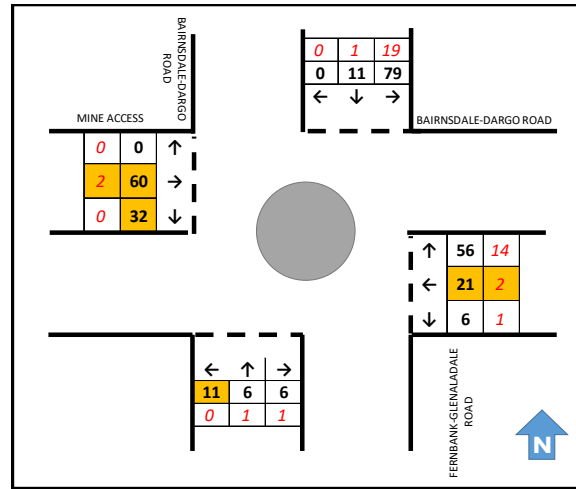 BAIRNSDALE-DARGO
ROAD
0 1 19
0 11 79
← ↓ →
MINE ACCESS
BAIRNSDALE-DARGO ROAD
0 0 ↑
2 60 →
0 32 ↓
↑ 56 14
← 21 2
↓ 6 1
← ↑ →
11 6 6
0 1 1
FERNBANK-GLENALADALE
ROAD
N